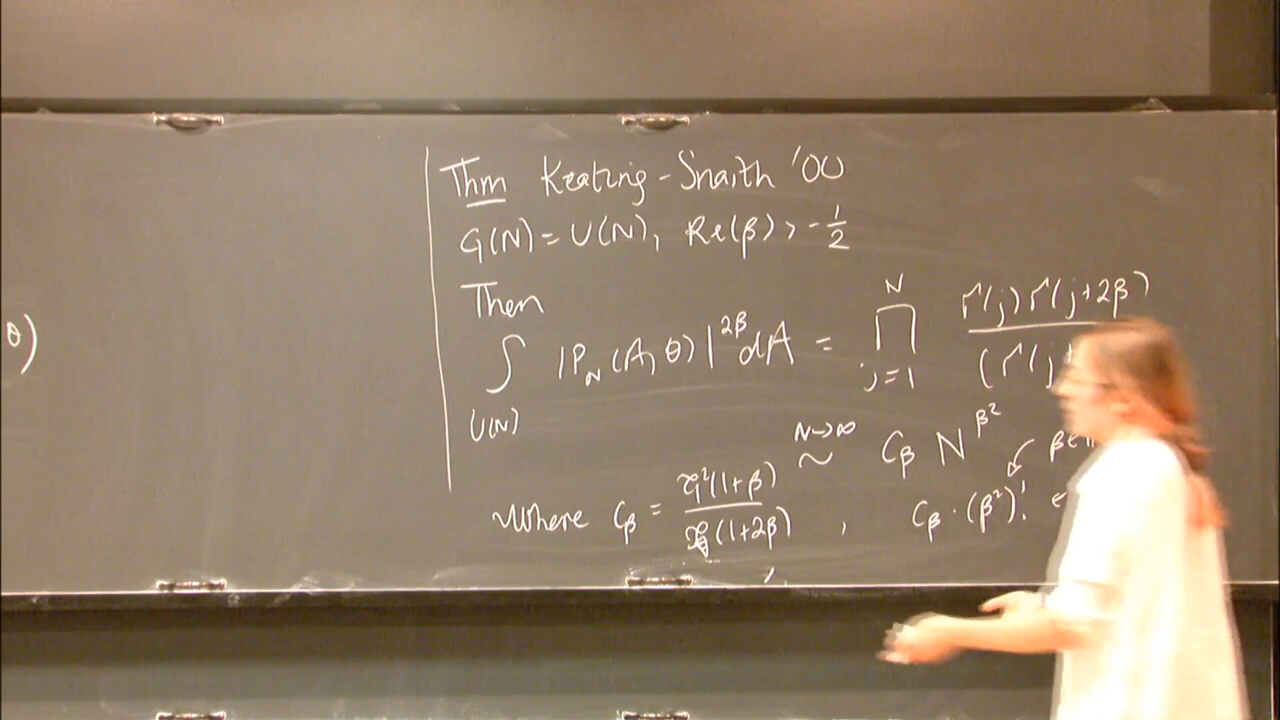 θ)
Thm Keating-Snaith '00
G(N) = U(N), Re(β) > -1/2
Then
∫_{U(N)} |P_N(A, θ)|^{2β} dA = ∏_{j=1}^{N} Γ(j) Γ(j+2β) / (Γ(j+
N→∞ ~ C_β N^{β²}
β ∈
Where C_β = G²(1+β) / G(1+2β) , C_β · (β²)! ∈